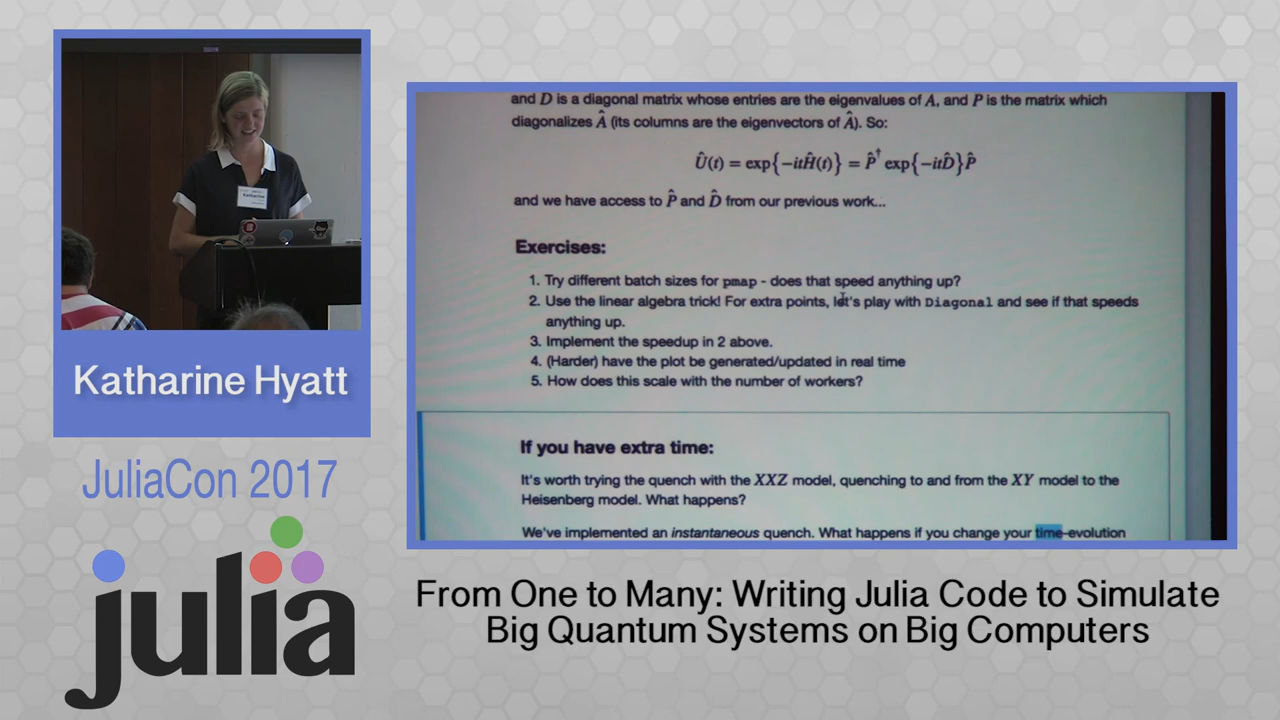 Katharine
Katharine Hyatt
JuliaCon 2017
julia
and D is a diagonal matrix whose entries are the eigenvalues of A, and P is the matrix which
diagonalizes Â (its columns are the eigenvectors of Â). So:
Û(t) = exp{−itĤ(t)} = P̂† exp{−itD̂}P̂
and we have access to P̂ and D̂ from our previous work...
Exercises:
1. Try different batch sizes for pmap - does that speed anything up?
2. Use the linear algebra trick! For extra points, let's play with Diagonal and see if that speeds
anything up.
3. Implement the speedup in 2 above.
4. (Harder) have the plot be generated/updated in real time
5. How does this scale with the number of workers?
If you have extra time:
It's worth trying the quench with the XXZ model, quenching to and from the XY model to the
Heisenberg model. What happens?
We've implemented an instantaneous quench. What happens if you change your time-evolution
From One to Many: Writing Julia Code to Simulate
Big Quantum Systems on Big Computers